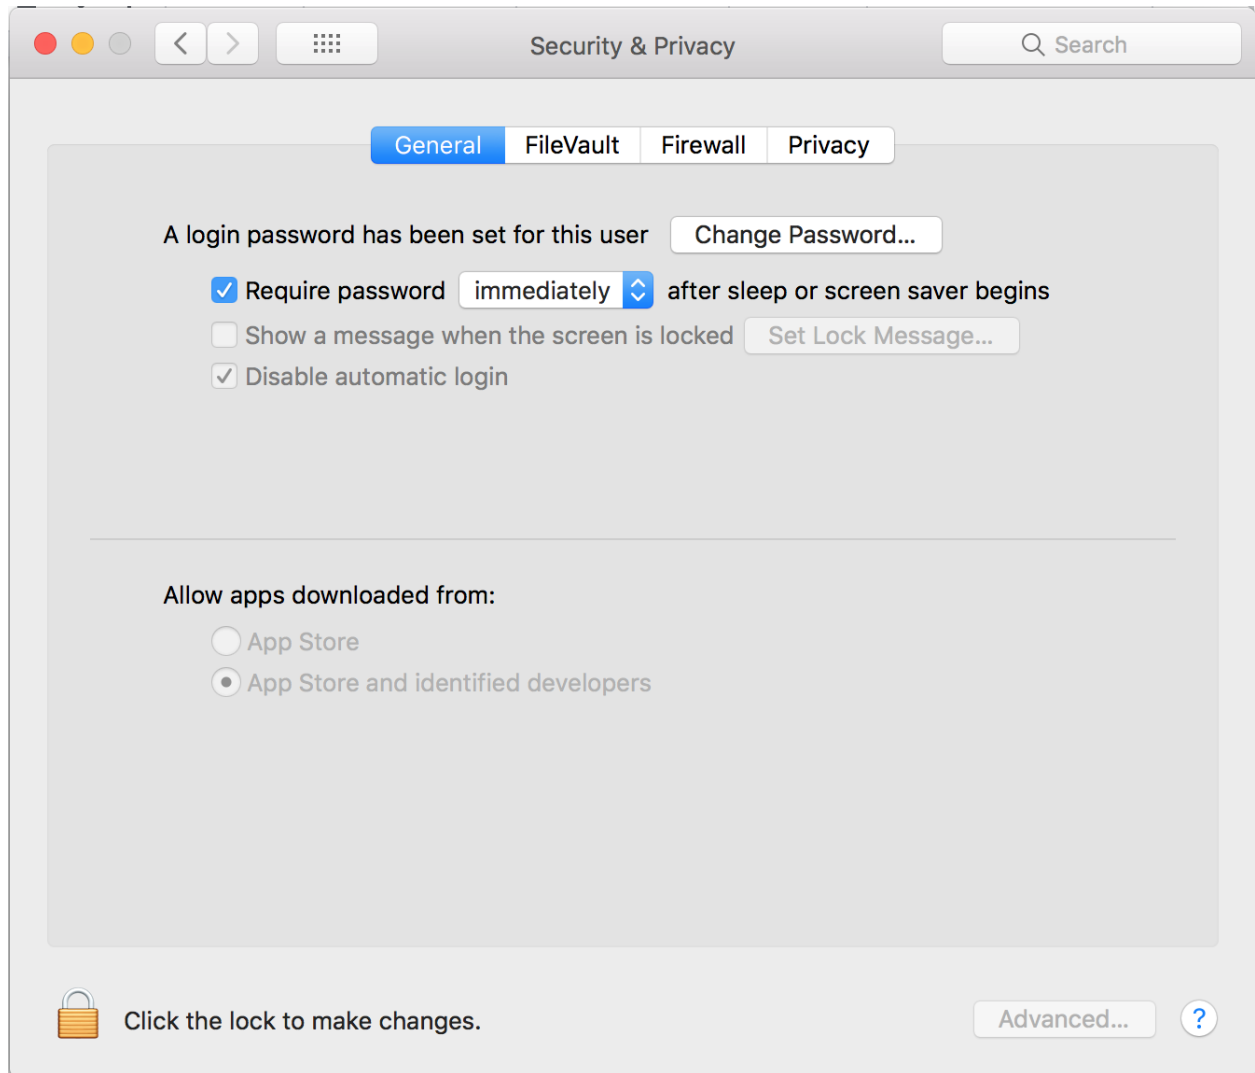 Security & Privacy
Search
General FileVault Firewall Privacy
A login password has been set for this user Change Password...
Require password immediately after sleep or screen saver begins
Show a message when the screen is locked Set Lock Message...
Disable automatic login
Allow apps downloaded from:
App Store
App Store and identified developers
Click the lock to make changes.
Advanced... ?